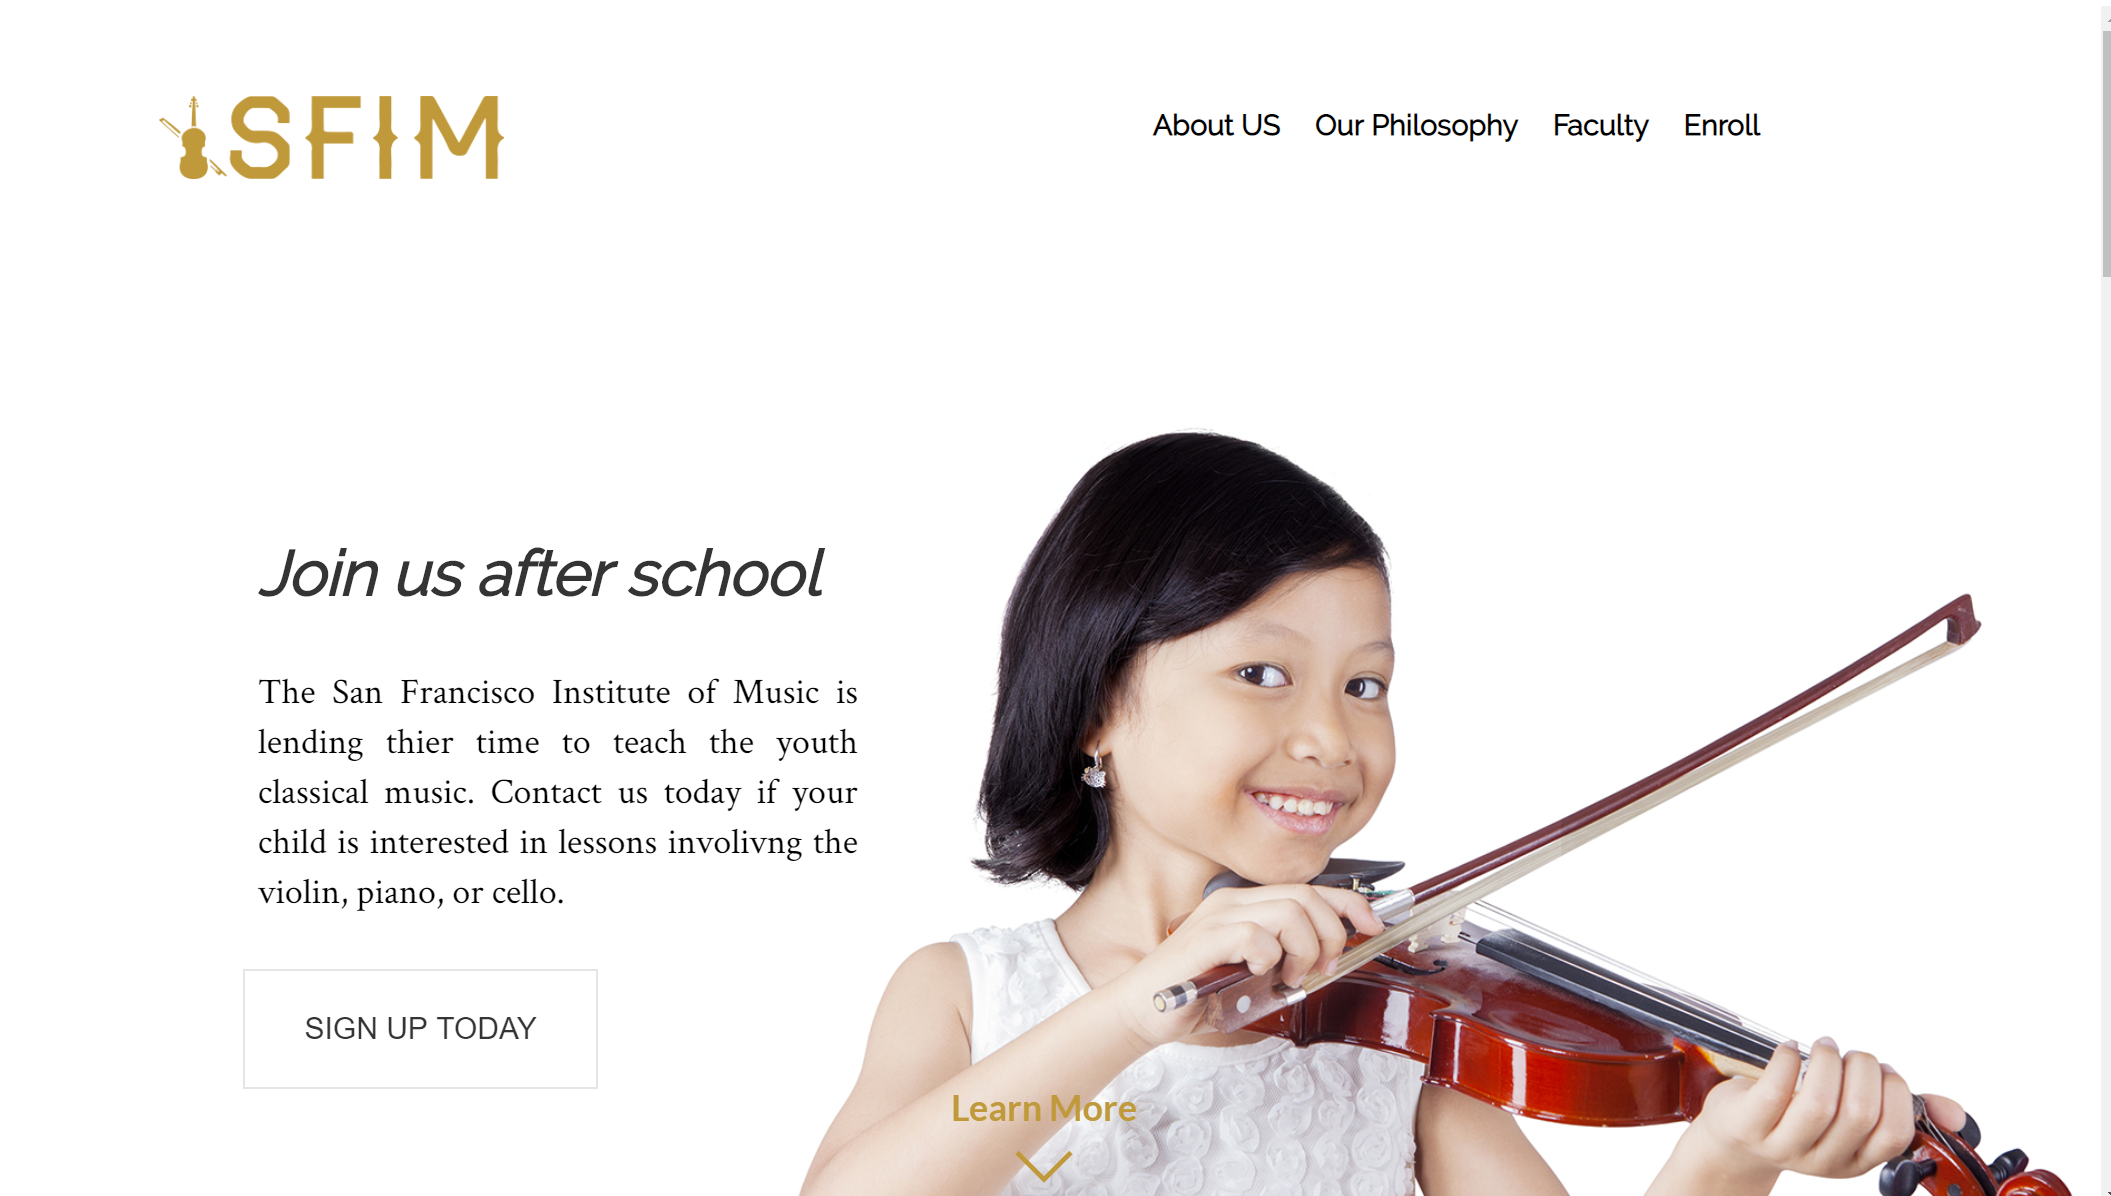 SFIM
About US Our Philosophy Faculty Enroll
Join us after school
The San Francisco Institute of Music is
lending thier time to teach the youth
classical music. Contact us today if your
child is interested in lessons involivng the
violin, piano, or cello.
SIGN UP TODAY
Learn More